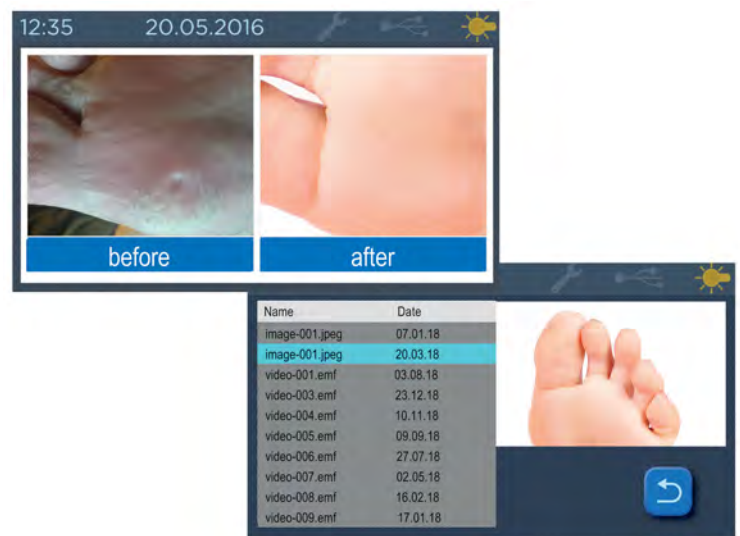 12:35 20.05.2016
before after
Name Date
image-001.jpeg 07.01.18
image-001.jpeg 20.03.18
video-001.emf 03.08.18
video-003.emf 23.12.18
video-004.emf 10.11.18
video-005.emf 09.09.18
video-006.emf 27.07.18
video-007.emf 02.05.18
video-008.emf 16.02.18
video-009.emf 17.01.18